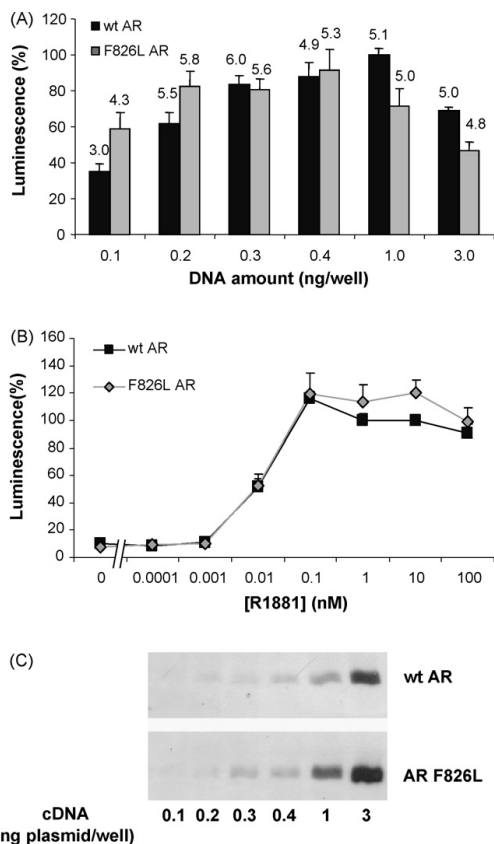 (A)
wt AR
F826L AR
Luminescence (%)
120
100
80
60
40
20
0
3.0
4.3
5.5
5.8
6.0
5.6
4.9
5.3
5.1
5.0
5.0
4.8
0.1 0.2 0.3 0.4 1.0 3.0
DNA amount (ng/well)
(B)
wt AR
F826L AR
Luminescence(%)
160
140
120
100
80
60
40
20
0
0 0.0001 0.001 0.01 0.1 1 10 100
[R1881] (nM)
(C)
wt AR
AR F826L
cDNA 0.1 0.2 0.3 0.4 1 3
ng plasmid/well)